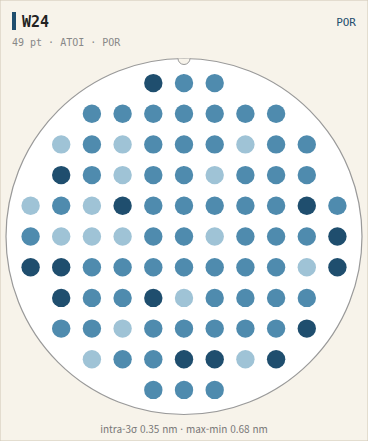 W24
POR
49 pt · ATOI · POR
intra-3σ 0.35 nm · max-min 0.68 nm